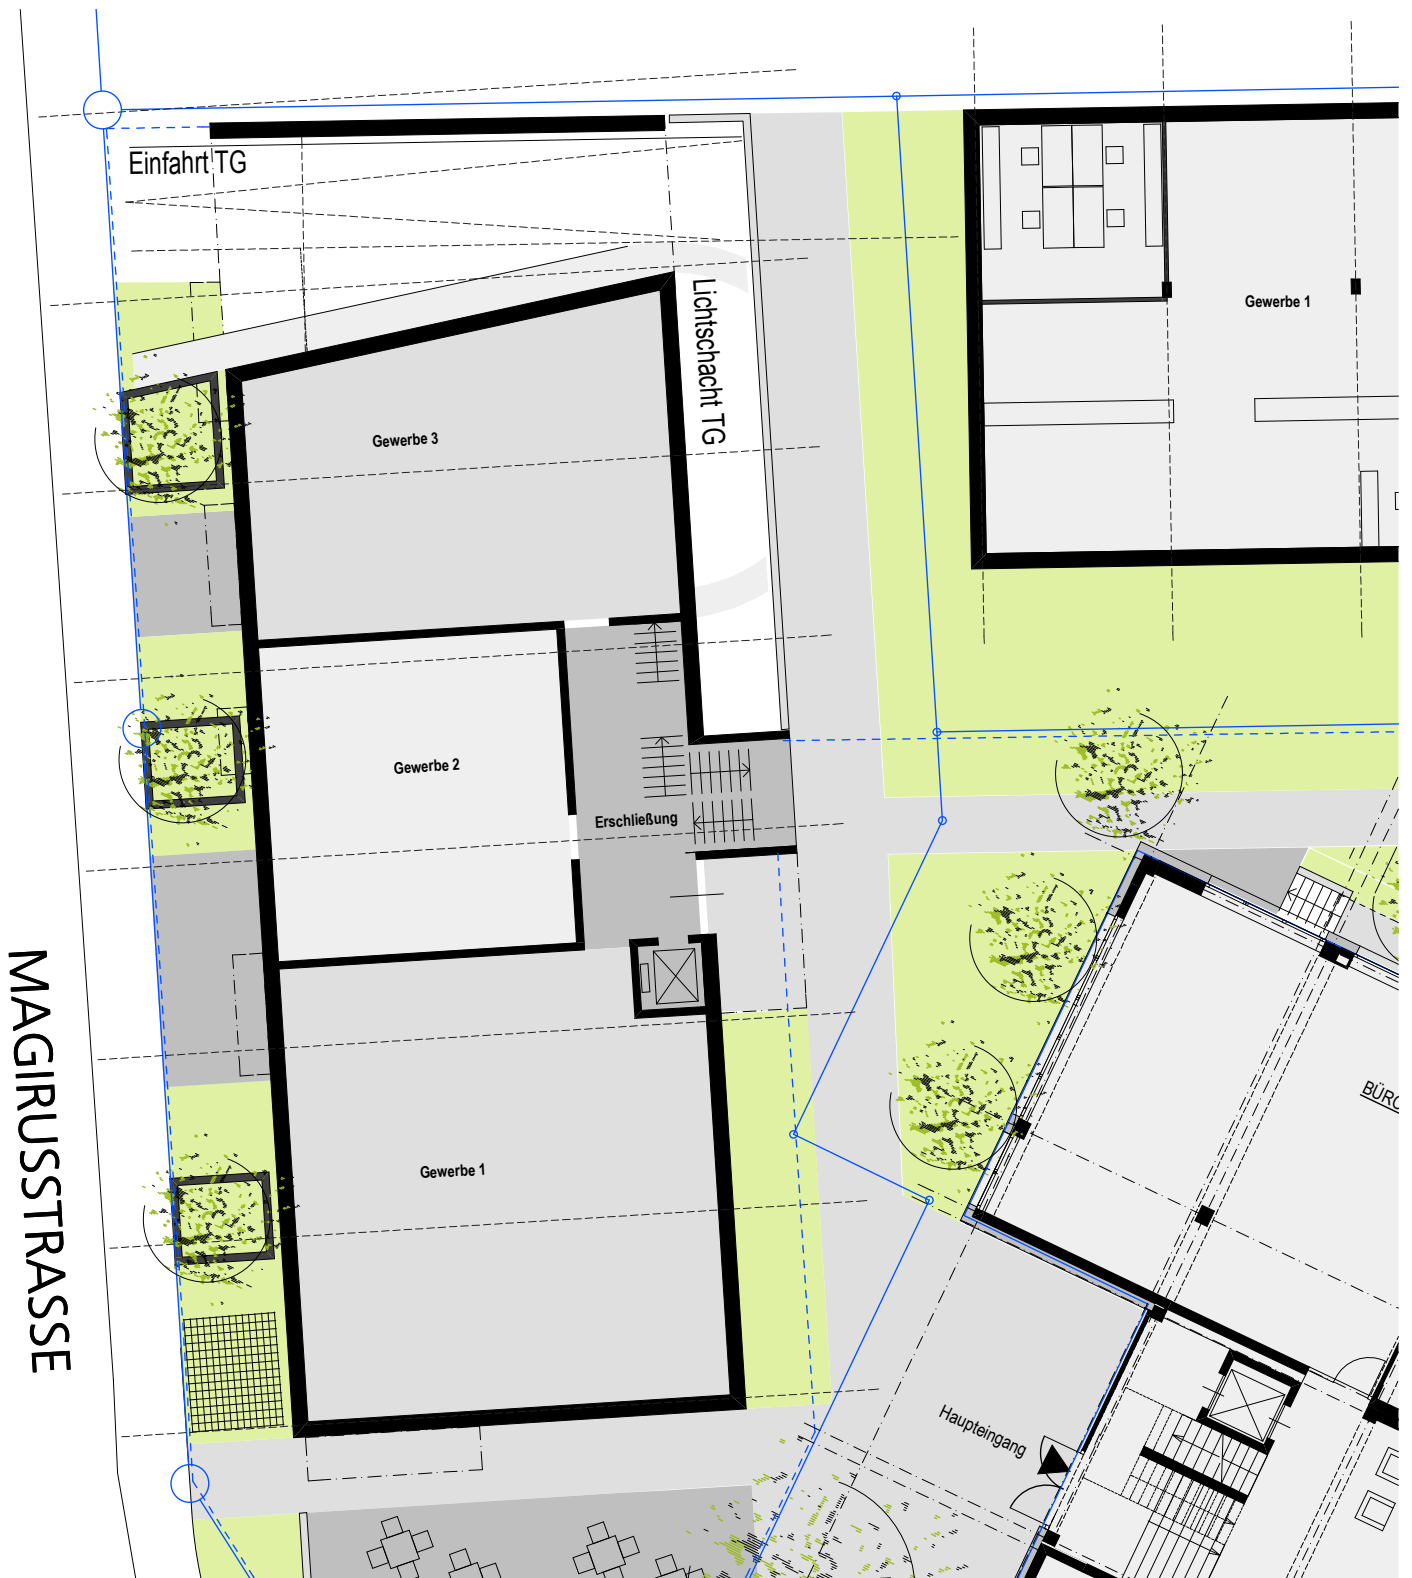 Einfahrt TG
Lichtschacht TG
Gewerbe 1
Gewerbe 3
Gewerbe 2
Erschließung
MAGIRUSSTRASSE
Gewerbe 1
Haupteingang